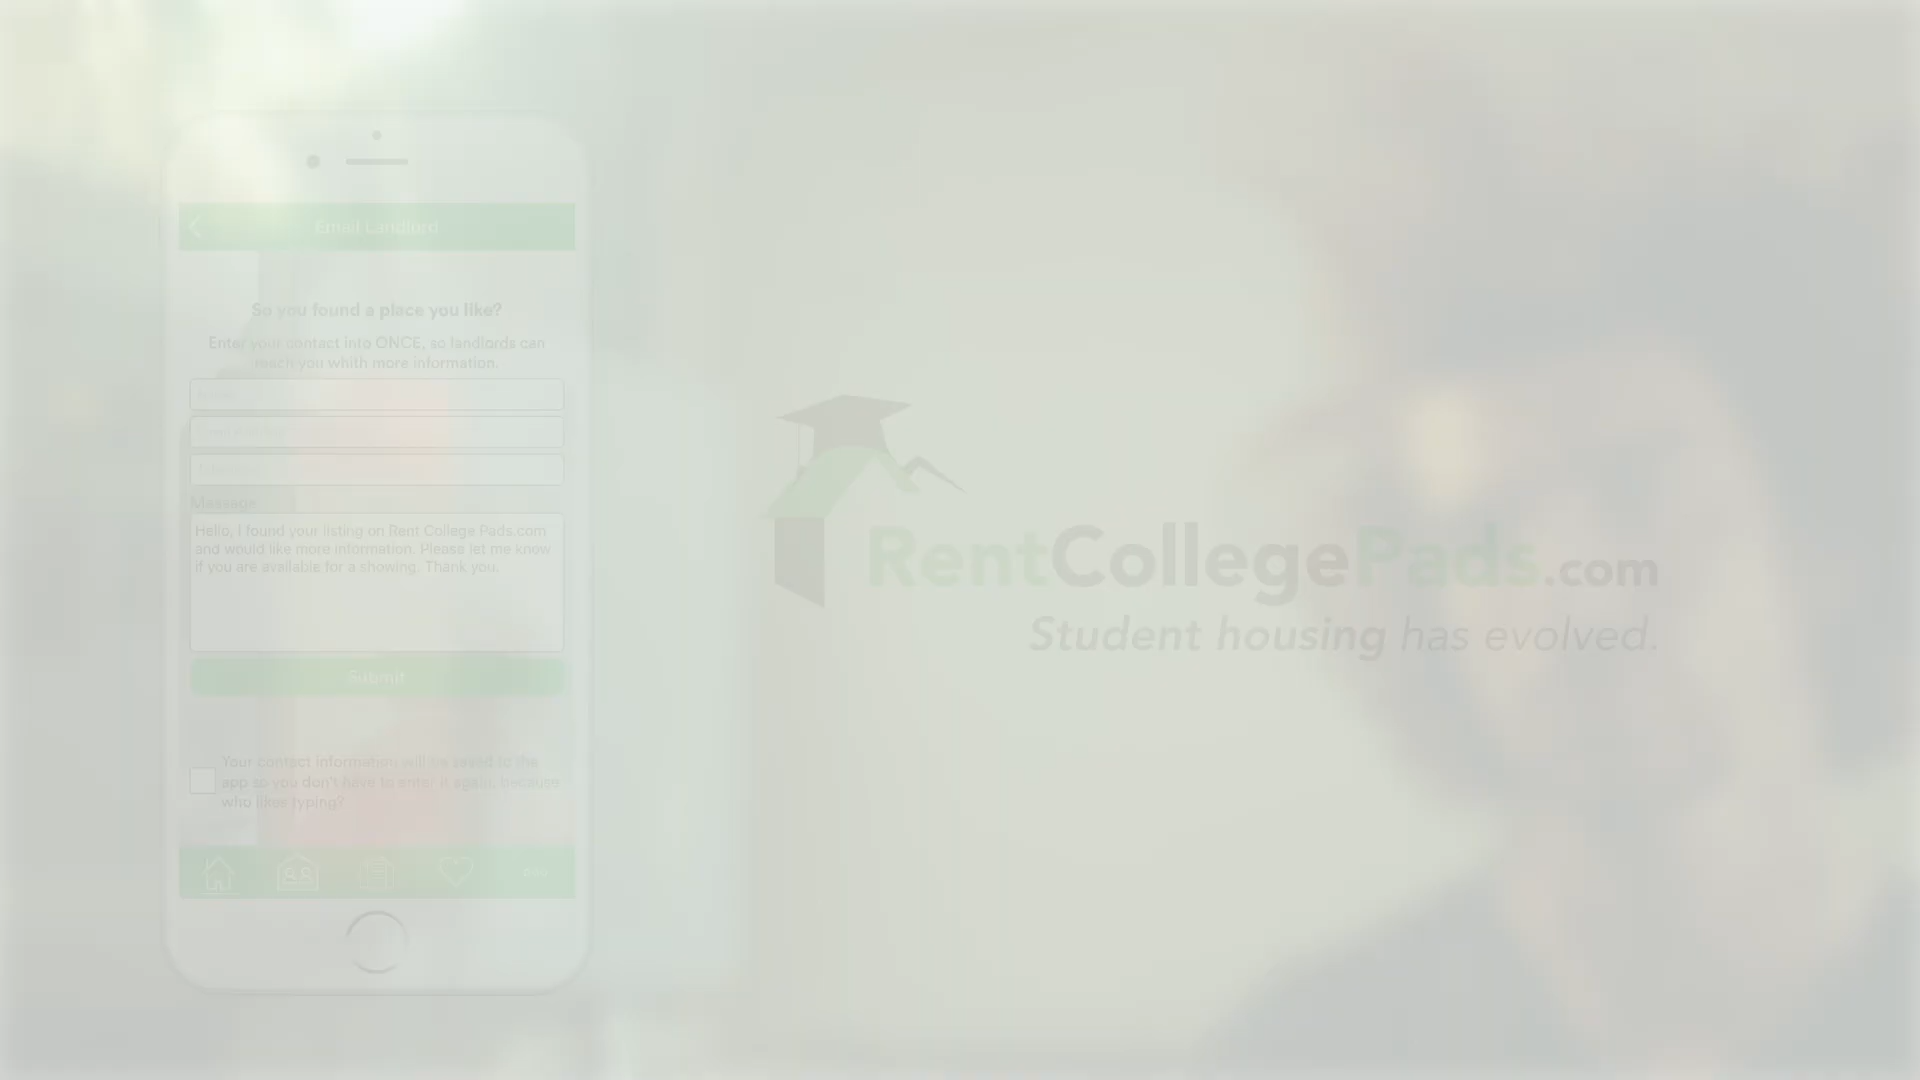 Email Landlord
So you found a place you like?
Enter your contact into ONCE, so landlords can
reach you whith more information.
Message
Hello, I found your listing on Rent College Pads.com
and would like more information. Please let me know
if you are available for a showing. Thank you.
Submit
Your contact information will be saved to the
app so you don't have to enter it again, because
who likes typing?
RentCollegePads.com
Student housing has evolved.